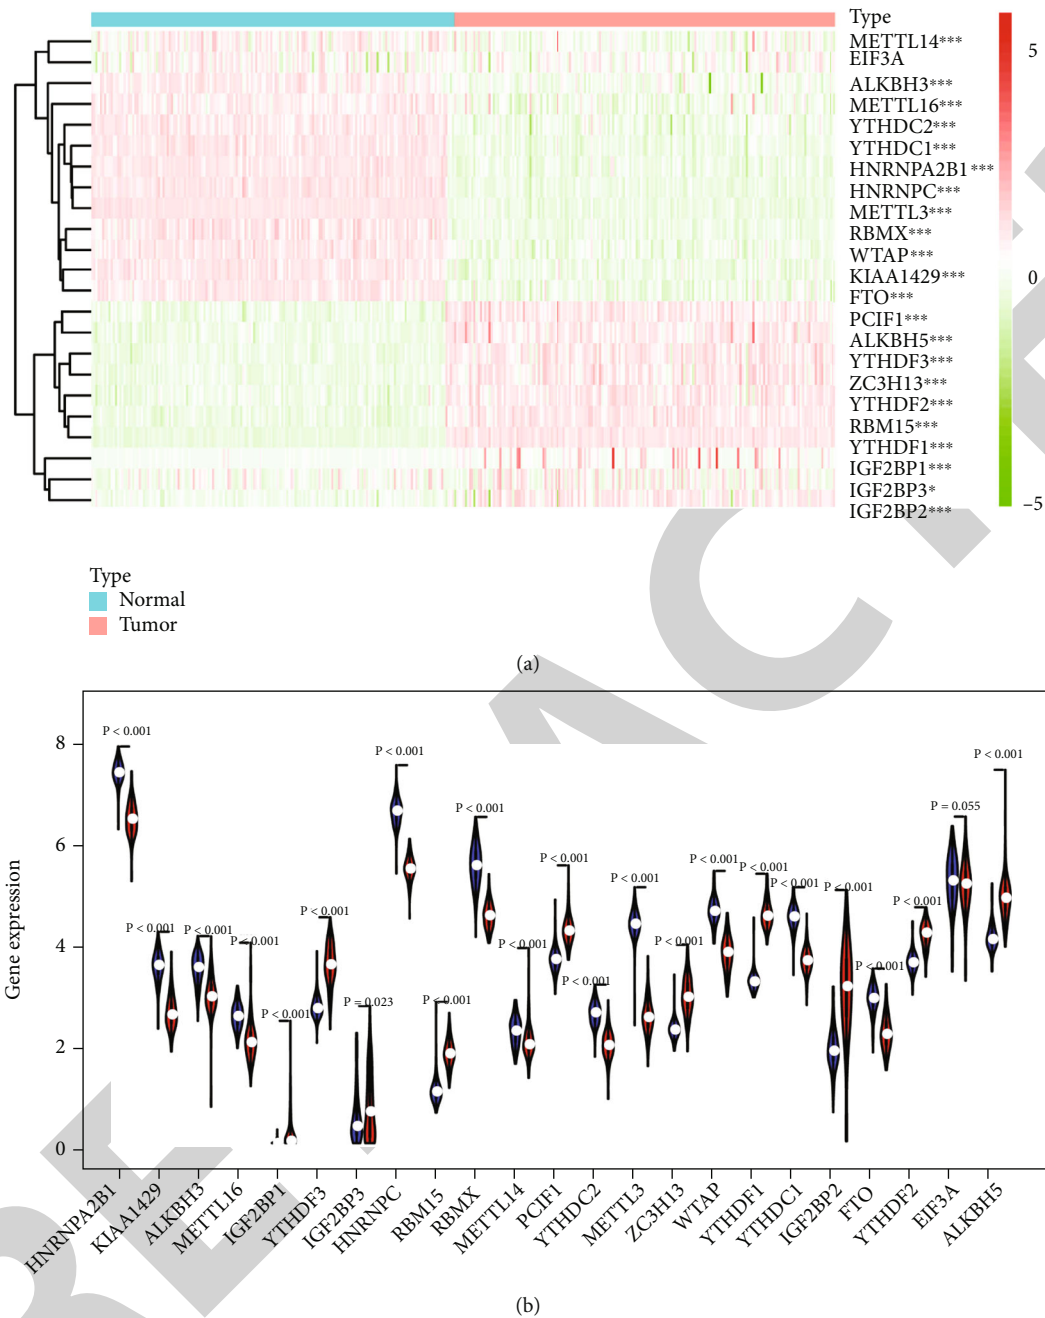 Type
METTL14***
EIF3A
ALKBH3***
METTL16***
YTHDC2***
YTHDC1***
HNRNPA2B1***
HNRNPC***
METTL3***
RBMX***
WTAP***
KIAA1429***
FTO***
PCIF1***
ALKBH5***
YTHDF3***
ZC3H13***
YTHDF2***
RBM15***
YTHDF1***
IGF2BP1***
IGF2BP3*
IGF2BP2***
5
0
−5
Type
Normal
Tumor
(a)
Gene expression
8
6
4
2
0
P < 0.001
P < 0.001
P < 0.001
P < 0.001
P < 0.001
P < 0.001
P = 0.023
P < 0.001
P < 0.001
P < 0.001
P < 0.001
P < 0.001
P < 0.001
P < 0.001
P < 0.001
P < 0.001
P < 0.001
P < 0.001
P < 0.001
P < 0.001
P < 0.001
P = 0.055
P < 0.001
HNRNPA2B1
KIAA1429
ALKBH3
METTL16
IGF2BP1
YTHDF3
IGF2BP3
HNRNPC
RBM15
RBMX
METTL14
PCIF1
YTHDC2
METTL3
ZC3H13
WTAP
YTHDF1
YTHDC1
IGF2BP2
FTO
YTHDF2
EIF3A
ALKBH5
(b)